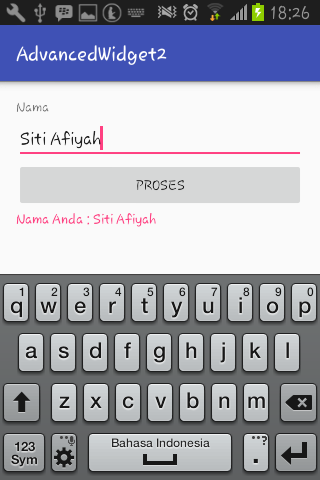 18:26
AdvancedWidget2
Nama
Siti Afiyah
PROSES
Nama Anda : Siti Afiyah
1 2 3 4 5 6 7 8 9 0
q w e r t y u i o p
a s d f g h j k l
z x c v b n m
123 Sym Bahasa Indonesia . ..?